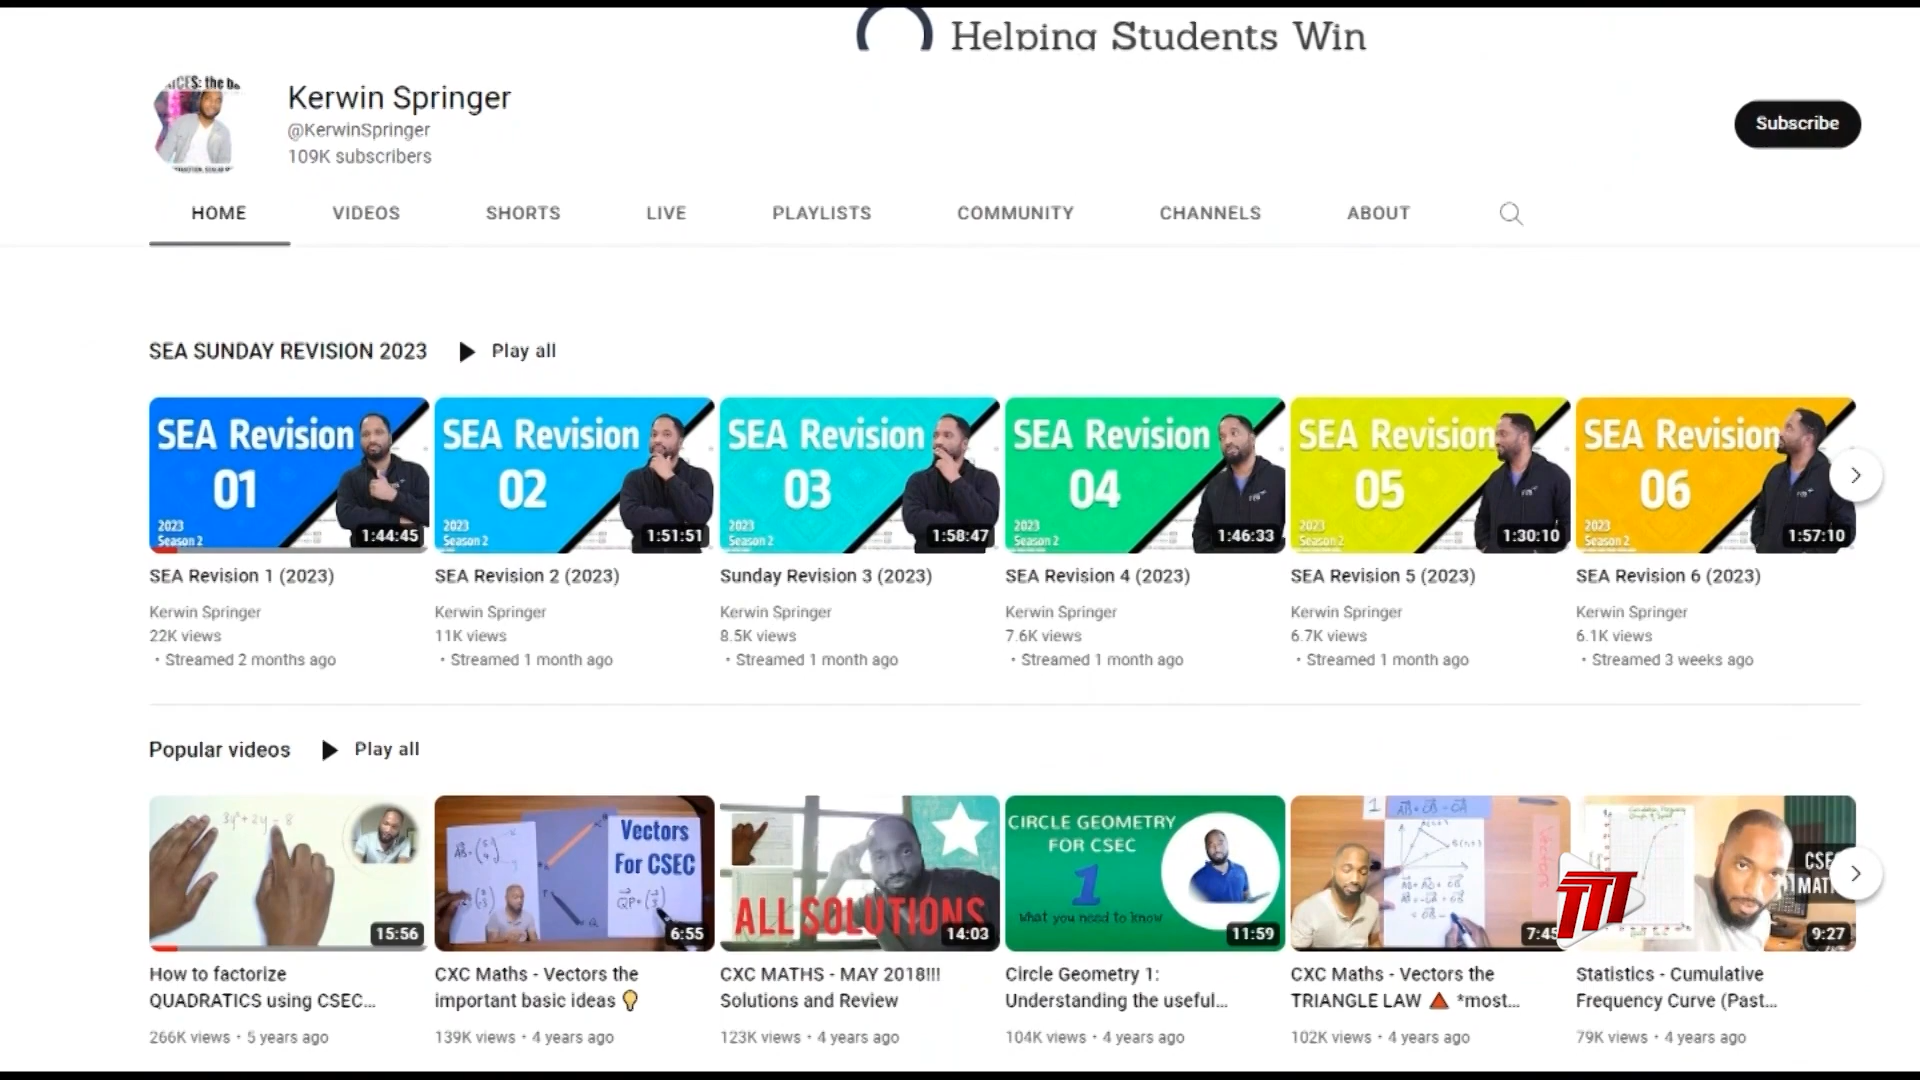 Helping Students Win
Kerwin Springer
@KerwinSpringer
109K subscribers
Subscribe
HOME VIDEOS SHORTS LIVE PLAYLISTS COMMUNITY CHANNELS ABOUT
SEA SUNDAY REVISION 2023 Play all
SEA Revision
01
2023
Season 2
1:44:45
SEA Revision
02
2023
Season 2
1:51:51
SEA Revision
03
2023
Season 2
1:58:47
SEA Revision
04
2023
Season 2
1:46:33
SEA Revision
05
2023
Season 2
1:30:10
SEA Revision
06
2023
Season 2
1:57:10
SEA Revision 1 (2023)
Kerwin Springer
22K views
• Streamed 2 months ago
SEA Revision 2 (2023)
Kerwin Springer
11K views
• Streamed 1 month ago
Sunday Revision 3 (2023)
Kerwin Springer
8.5K views
• Streamed 1 month ago
SEA Revision 4 (2023)
Kerwin Springer
7.6K views
• Streamed 1 month ago
SEA Revision 5 (2023)
Kerwin Springer
6.7K views
• Streamed 1 month ago
SEA Revision 6 (2023)
Kerwin Springer
6.1K views
• Streamed 3 weeks ago
Popular videos Play all
15:56
Vectors
For CSEC
6:55
ALL SOLUTIONS
14:03
CIRCLE GEOMETRY
FOR CSEC
1
What you need to know
11:59
7:45
9:27
How to factorize
QUADRATICS using CSEC...
266K views • 5 years ago
CXC Maths - Vectors the
important basic ideas 💡
139K views • 4 years ago
CXC MATHS - MAY 2018!!!
Solutions and Review
123K views • 4 years ago
Circle Geometry 1:
Understanding the useful...
104K views • 4 years ago
CXC Maths - Vectors the
TRIANGLE LAW 🔺 *most...
102K views • 4 years ago
Statistics - Cumulative
Frequency Curve (Past...
79K views • 4 years ago